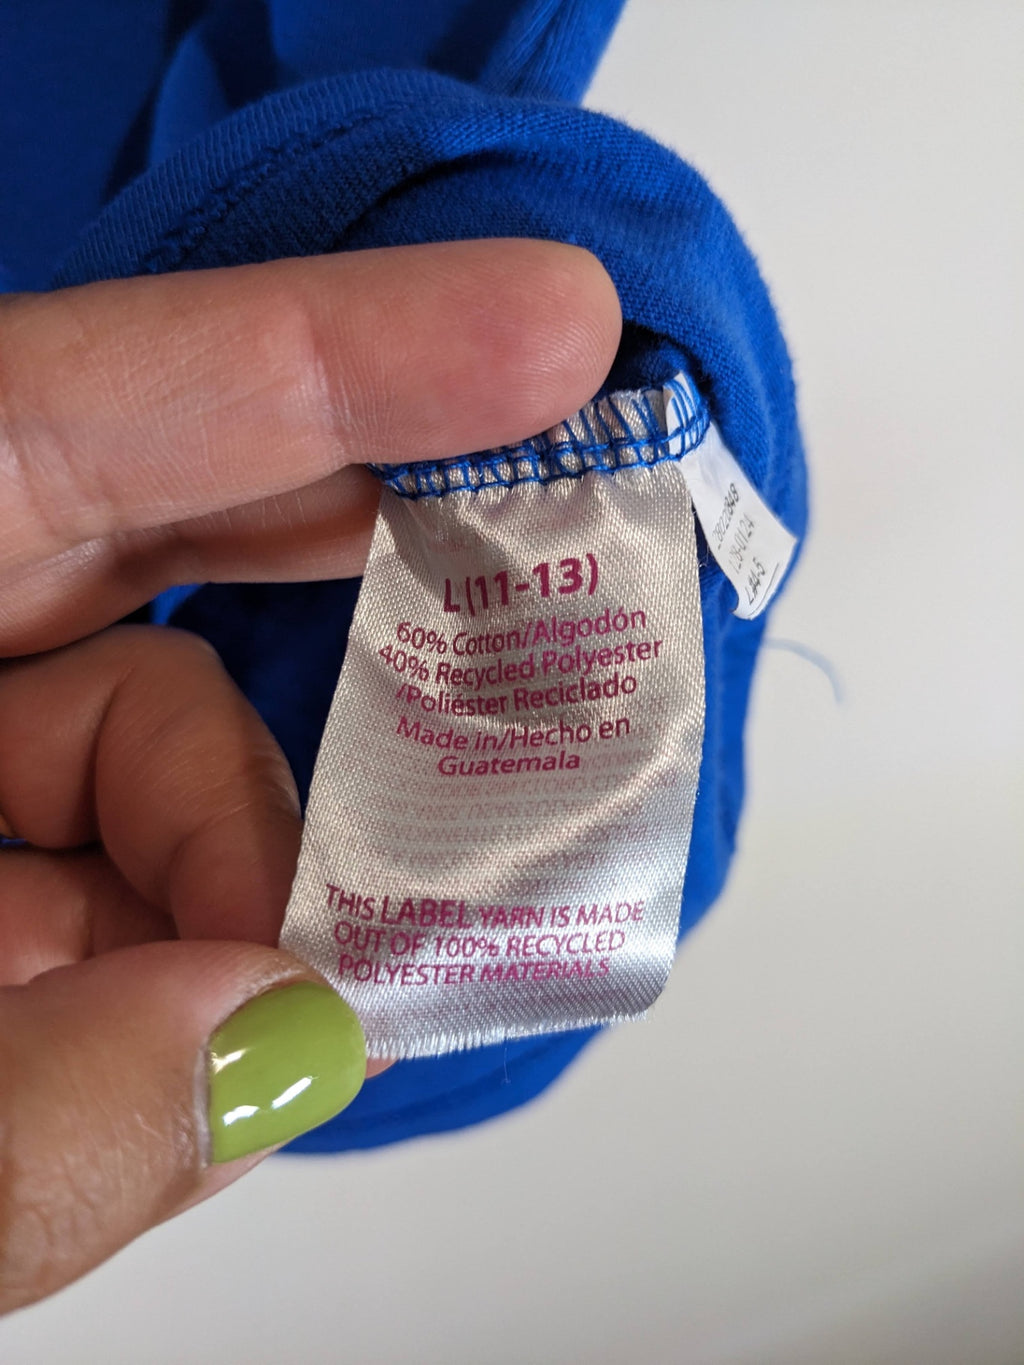 L (11-13)
60% Cotton/Algodón
40% Recycled Polyester
/Poliéster Reciclado
Made in/Hecho en
Guatemala
THIS LABEL YARN IS MADE
OUT OF 100% RECYCLED
POLYESTER MATERIALS
2822848